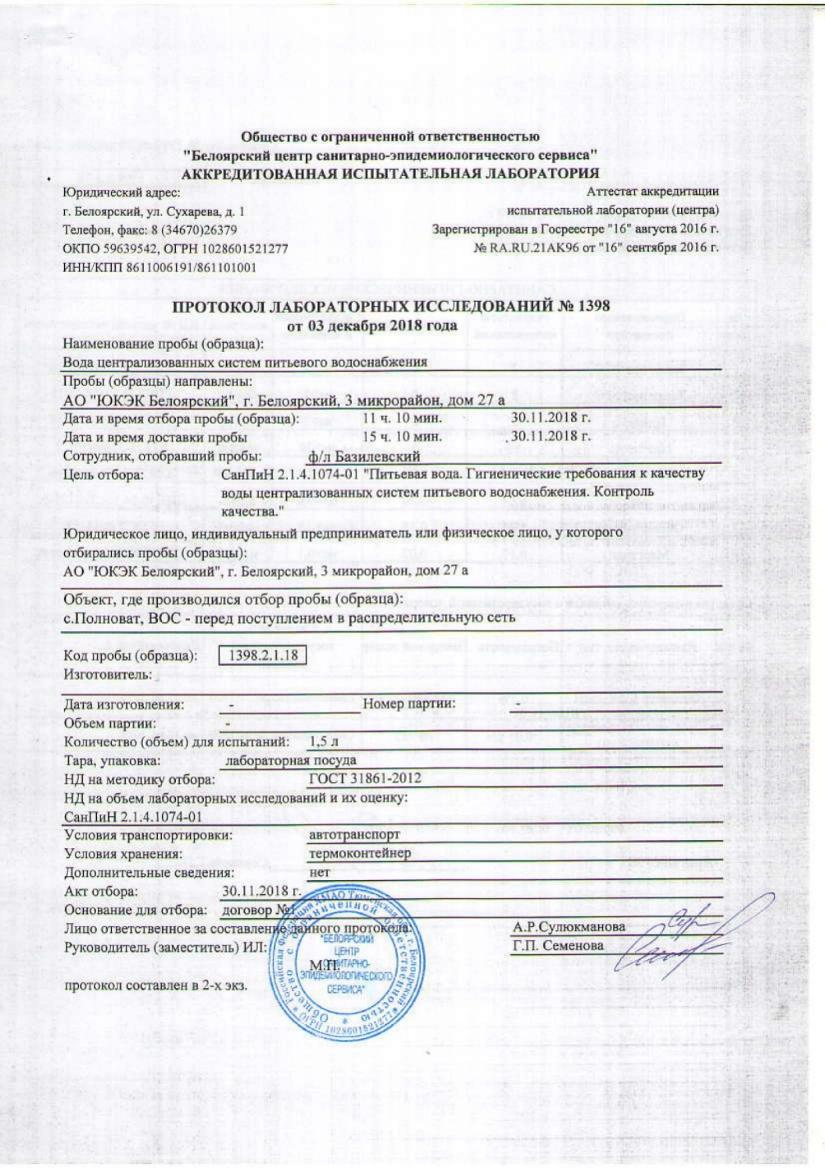 Общество с ограниченной ответственностью
"Белоярский центр санитарно-эпидемиологического сервиса"
АККРЕДИТОВАННАЯ ИСПЫТАТЕЛЬНАЯ ЛАБОРАТОРИЯ
Юридический адрес: Аттестат аккредитации
г. Белоярский, ул. Сухарева, д. 1 испытательной лаборатории (центра)
Телефон, факс: 8 (34670)26379 Зарегистрирован в Госреестре "16" августа 2016 г.
ОКПО 59639542, ОГРН 1028601521277 № RA.RU.21АК96 от "16" сентября 2016 г.
ИНН/КПП 8611006191/861101001
ПРОТОКОЛ ЛАБОРАТОРНЫХ ИССЛЕДОВАНИЙ № 1398
от 03 декабря 2018 года
Наименование пробы (образца):
Вода централизованных систем питьевого водоснабжения
Пробы (образцы) направлены:
АО "ЮКЭК Белоярский", г. Белоярский, 3 микрорайон, дом 27 а
Дата и время отбора пробы (образца): 11 ч. 10 мин. 30.11.2018 г.
Дата и время доставки пробы 15 ч. 10 мин. 30.11.2018 г.
Сотрудник, отобравший пробы: ф/л Базилевский
Цель отбора: СанПиН 2.1.4.1074-01 "Питьевая вода. Гигиенические требования к качеству
воды централизованных систем питьевого водоснабжения. Контроль
качества."
Юридическое лицо, индивидуальный предприниматель или физическое лицо, у которого
отбирались пробы (образцы):
АО "ЮКЭК Белоярский", г. Белоярский, 3 микрорайон, дом 27 а
Объект, где производился отбор пробы (образца):
с.Полноват, ВОС - перед поступлением в распределительную сеть
Код пробы (образца): 1398.2.1.18
Изготовитель:
Дата изготовления: - Номер партии: -
Объем партии: -
Количество (объем) для испытаний: 1,5 л
Тара, упаковка: лабораторная посуда
НД на методику отбора: ГОСТ 31861-2012
НД на объем лабораторных исследований и их оценку:
СанПиН 2.1.4.1074-01
Условия транспортировки: автотранспорт
Условия хранения: термоконтейнер
Дополнительные сведения: нет
Акт отбора: 30.11.2018 г.
Основание для отбора: договор №1
Лицо ответственное за составление данного протокола: А.Р.Сулюкманова
Руководитель (заместитель) ИЛ: Г.П. Семенова
М.П.
"БЕЛОЯРСКИЙ
ЦЕНТР
САНИТАРНО-
ЭПИДЕМИОЛОГИЧЕСКОГО
СЕРВИСА"
Общество с ограниченной ответственностью
ОГРН 1028601521277
протокол составлен в 2-х экз.